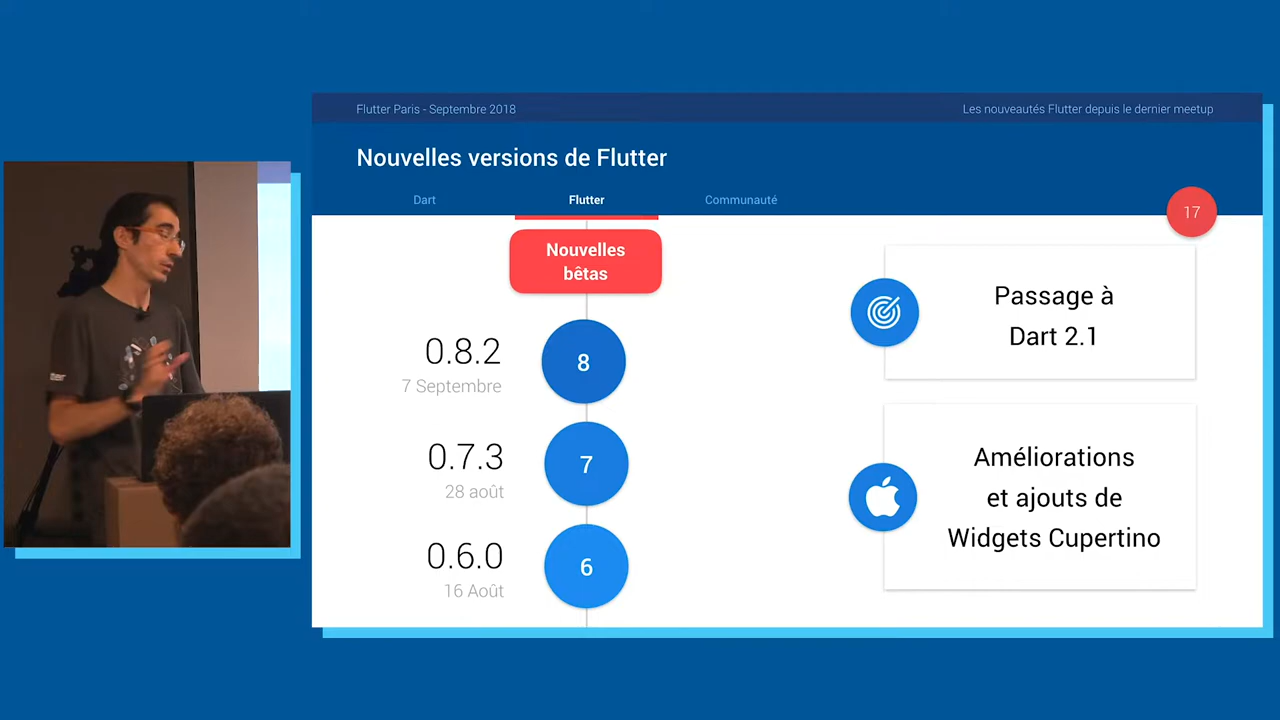 Flutter Paris - Septembre 2018
Les nouveautés Flutter depuis le dernier meetup
Nouvelles versions de Flutter
Dart
Flutter
Communauté
17
Nouvelles
bêtas
0.8.2
7 Septembre
8
0.7.3
28 août
7
0.6.0
16 Août
6
Passage à
Dart 2.1
Améliorations
et ajouts de
Widgets Cupertino